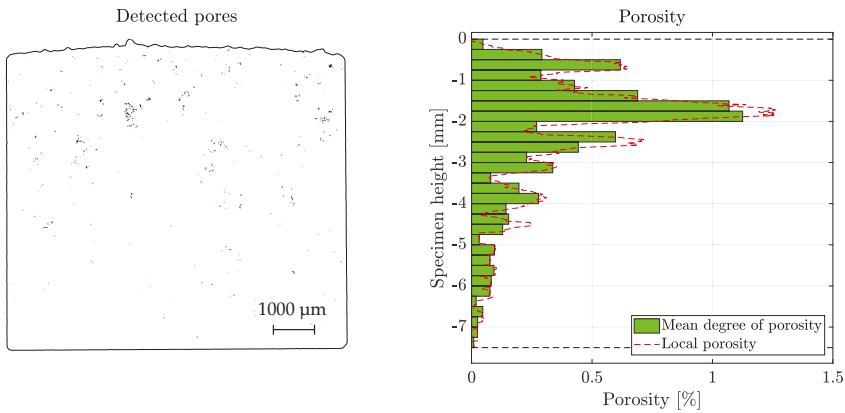 Detected pores
1000 μm
Porosity
Specimen height [mm]
0
-1
-2
-3
-4
-5
-6
-7
0
0.5
1
1.5
Porosity [%]
Mean degree of porosity
Local porosity